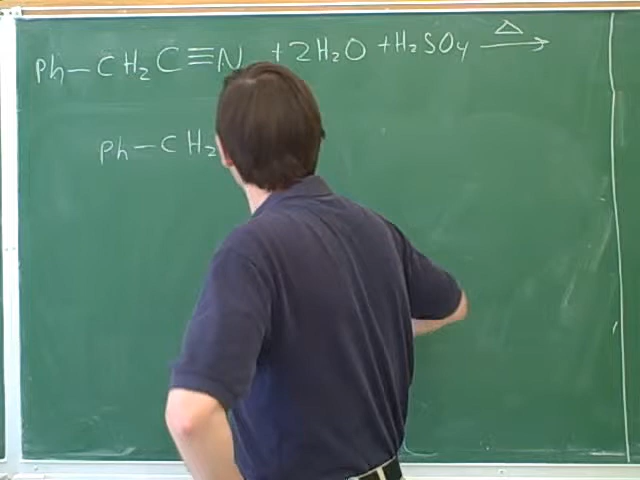 Ph-CH₂C≡N +2H₂O +H₂SO₄ —Δ→
Ph-CH₂